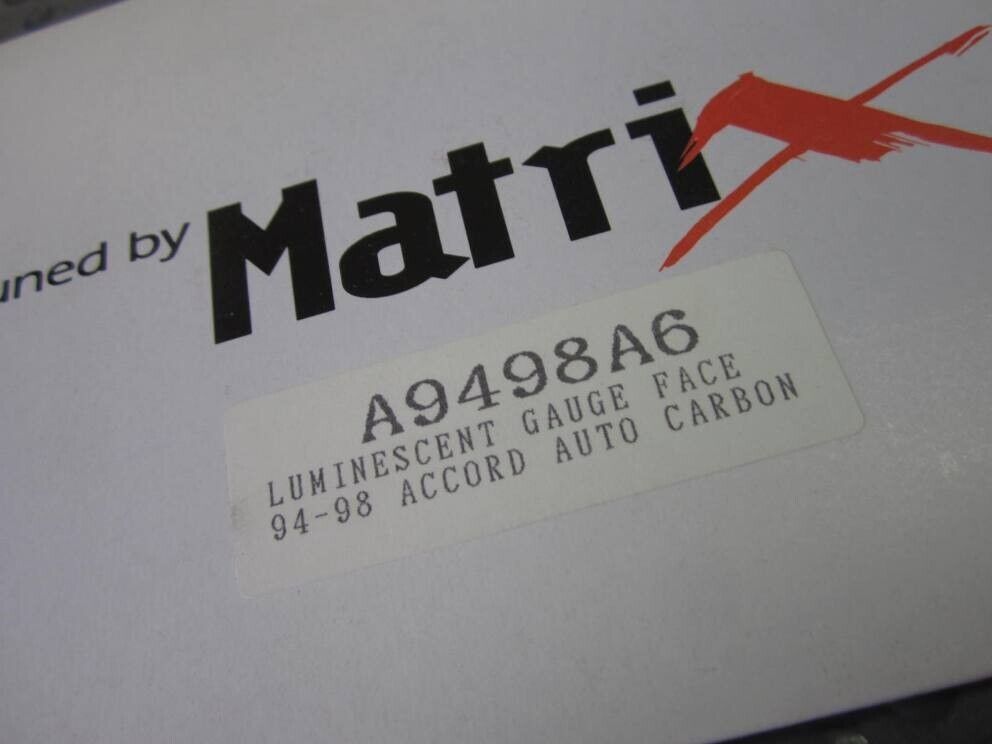 uned by MatriX
A9498A6
LUMINESCENT GAUGE FACE
94-98 ACCORD AUTO CARBON